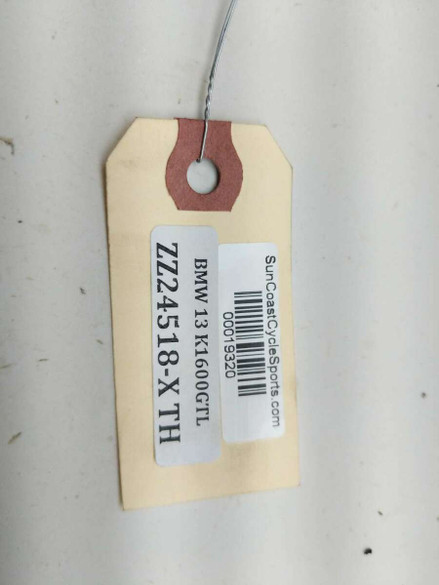 SunCoastCycleSports.com
00019320
BMW 13 K1600GTL
ZZ24518-X TH